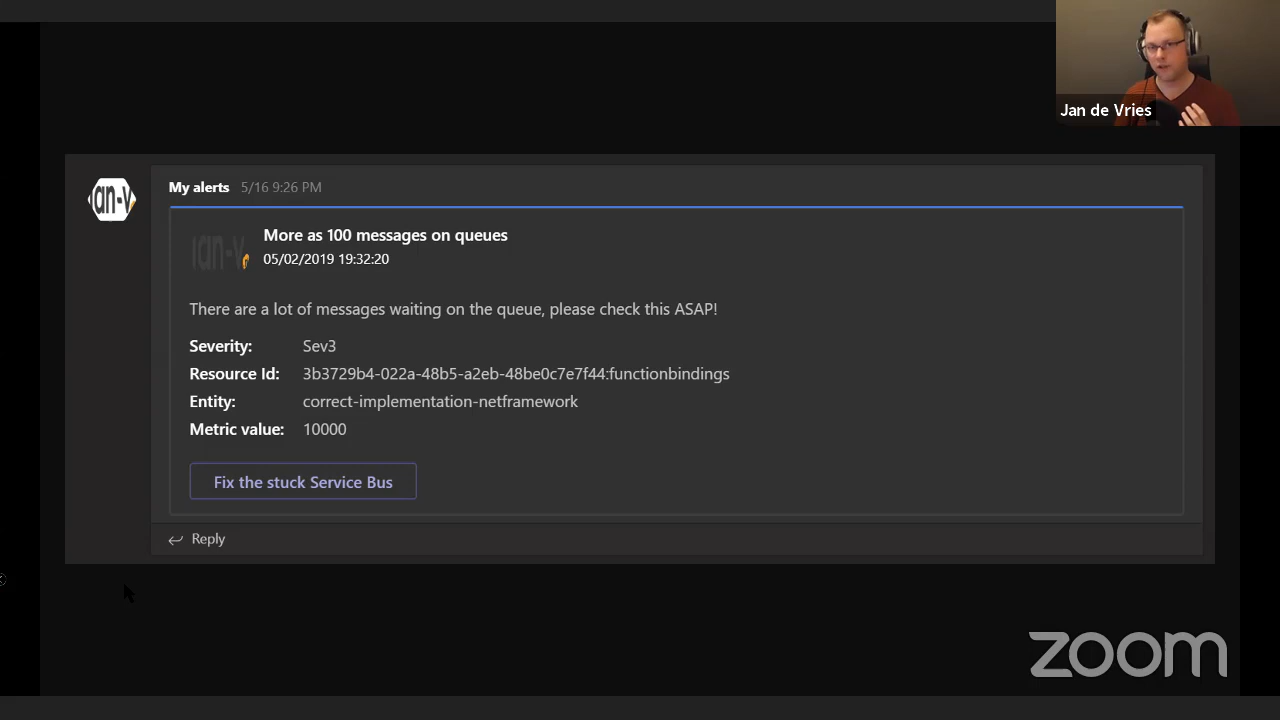 Jan de Vries
an-v
My alerts 5/16 9:26 PM
More as 100 messages on queues
05/02/2019 19:32:20
There are a lot of messages waiting on the queue, please check this ASAP!
Severity: Sev3
Resource Id: 3b3729b4-022a-48b5-a2eb-48be0c7e7f44:functionbindings
Entity: correct-implementation-netframework
Metric value: 10000
Fix the stuck Service Bus
Reply
zoom